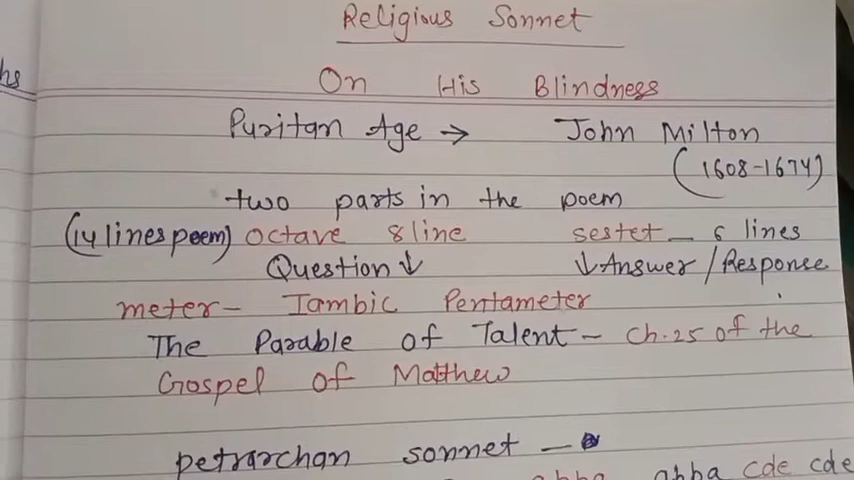 Religious Sonnet
On His Blindness
Puritan Age → John Milton
(1608-1674)
two parts in the poem
(14 lines poem) octave 8 line sestet - 6 lines
Question ↓ ↓ Answer / Response
meter - Iambic Pentameter
The Parable of Talent - Ch.25 of the
Gospel of Matthew
petrarchan sonnet -
abba abba cde cde